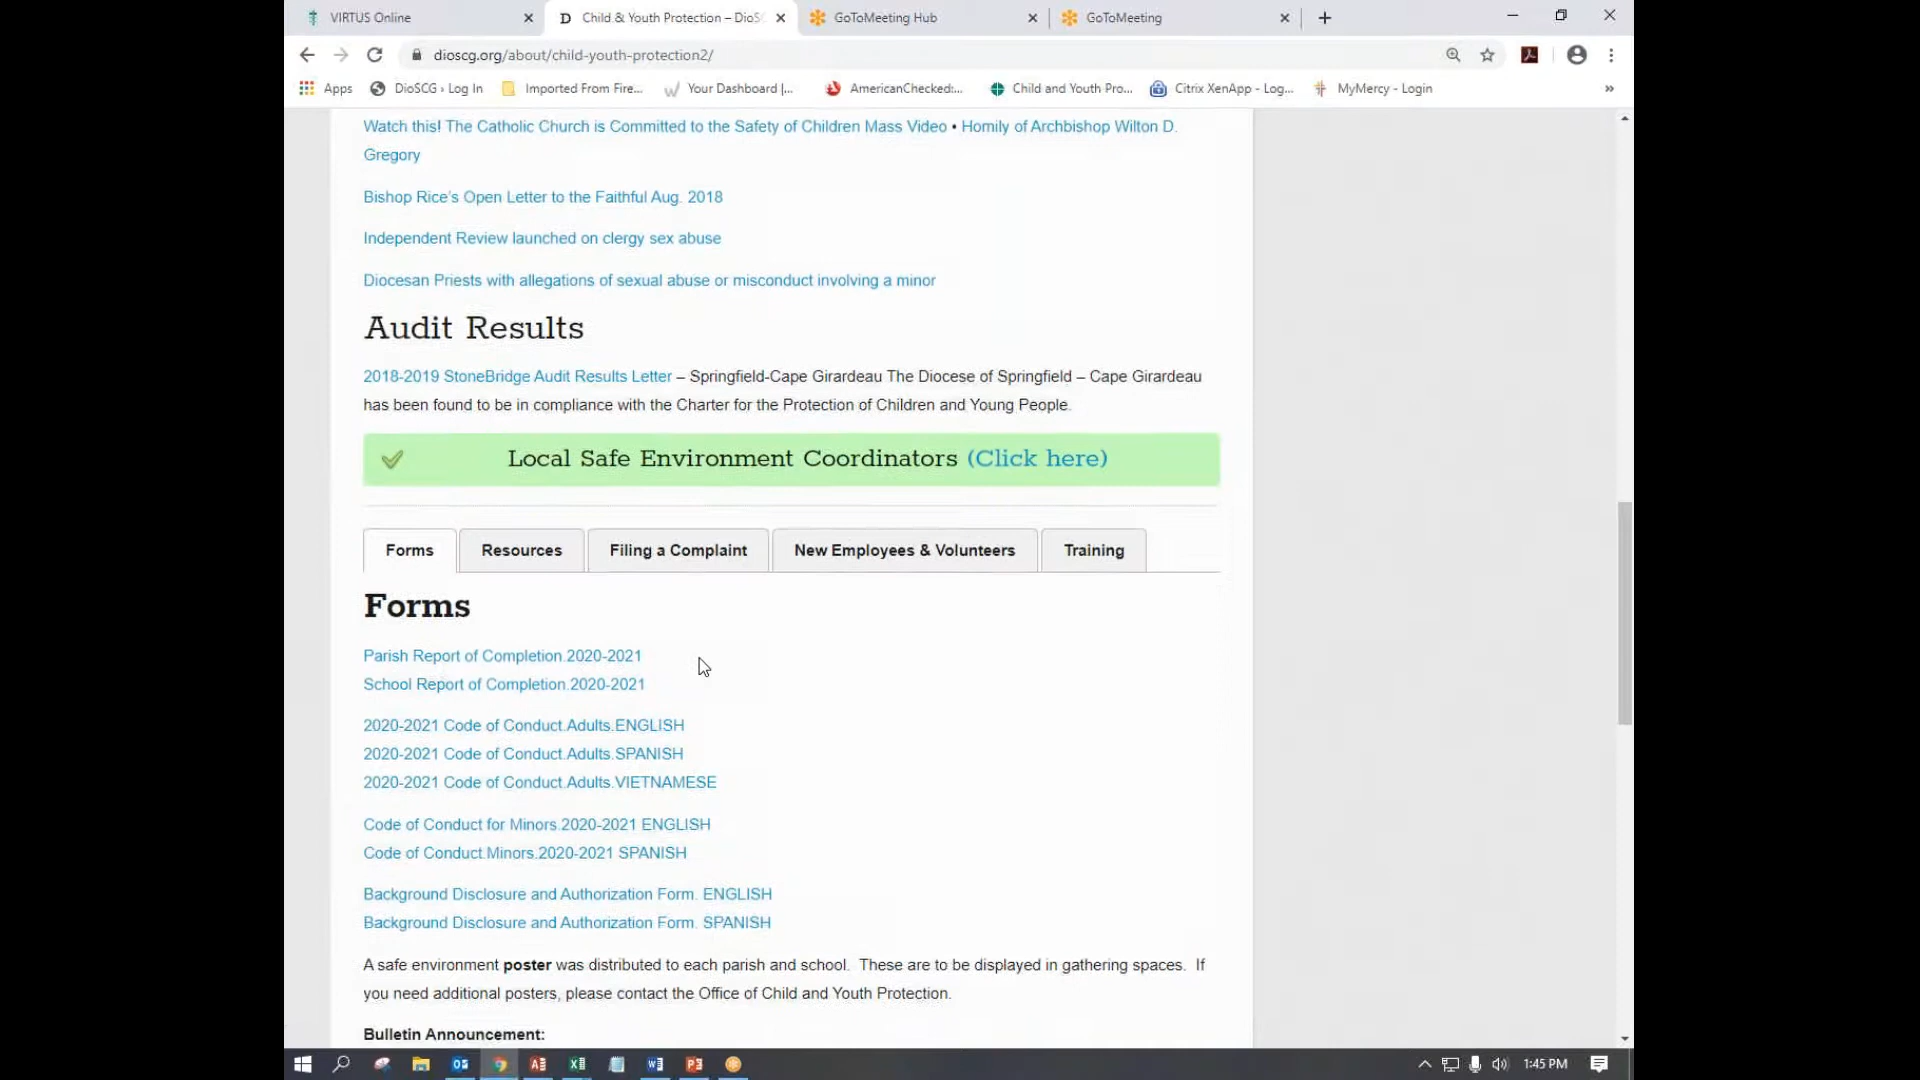 VIRTUS Online
Child & Youth Protection – DioSC
GoToMeeting Hub
GoToMeeting
dioscg.org/about/child-youth-protection2/
Apps
DioSCG › Log In
Imported From Fire...
Your Dashboard |...
AmericanChecked:...
Child and Youth Pro...
Citrix XenApp - Log...
MyMercy - Login
»
Watch this! The Catholic Church is Committed to the Safety of Children Mass Video • Homily of Archbishop Wilton D.
Gregory
Bishop Rice's Open Letter to the Faithful Aug. 2018
Independent Review launched on clergy sex abuse
Diocesan Priests with allegations of sexual abuse or misconduct involving a minor
Audit Results
2018-2019 StoneBridge Audit Results Letter – Springfield-Cape Girardeau The Diocese of Springfield – Cape Girardeau
has been found to be in compliance with the Charter for the Protection of Children and Young People.
Local Safe Environment Coordinators (Click here)
Forms
Resources
Filing a Complaint
New Employees & Volunteers
Training
Forms
Parish Report of Completion.2020-2021
School Report of Completion.2020-2021
2020-2021 Code of Conduct.Adults.ENGLISH
2020-2021 Code of Conduct.Adults.SPANISH
2020-2021 Code of Conduct.Adults.VIETNAMESE
Code of Conduct for Minors.2020-2021 ENGLISH
Code of Conduct.Minors.2020-2021 SPANISH
Background Disclosure and Authorization Form. ENGLISH
Background Disclosure and Authorization Form. SPANISH
A safe environment poster was distributed to each parish and school. These are to be displayed in gathering spaces. If
you need additional posters, please contact the Office of Child and Youth Protection.
Bulletin Announcement:
1:45 PM